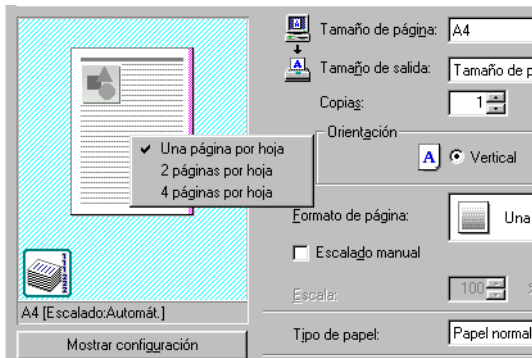 Tamaño de página: A4
Tamaño de salida: Tamaño de p
Copias: 1
Orientación
A Vertical
✓ Una página por hoja
2 páginas por hoja
4 páginas por hoja
Formato de página: Una
Escalado manual
Escala: 100 %
A4 [Escalado:Automát.]
Mostrar configuración
Tipo de papel: Papel normal